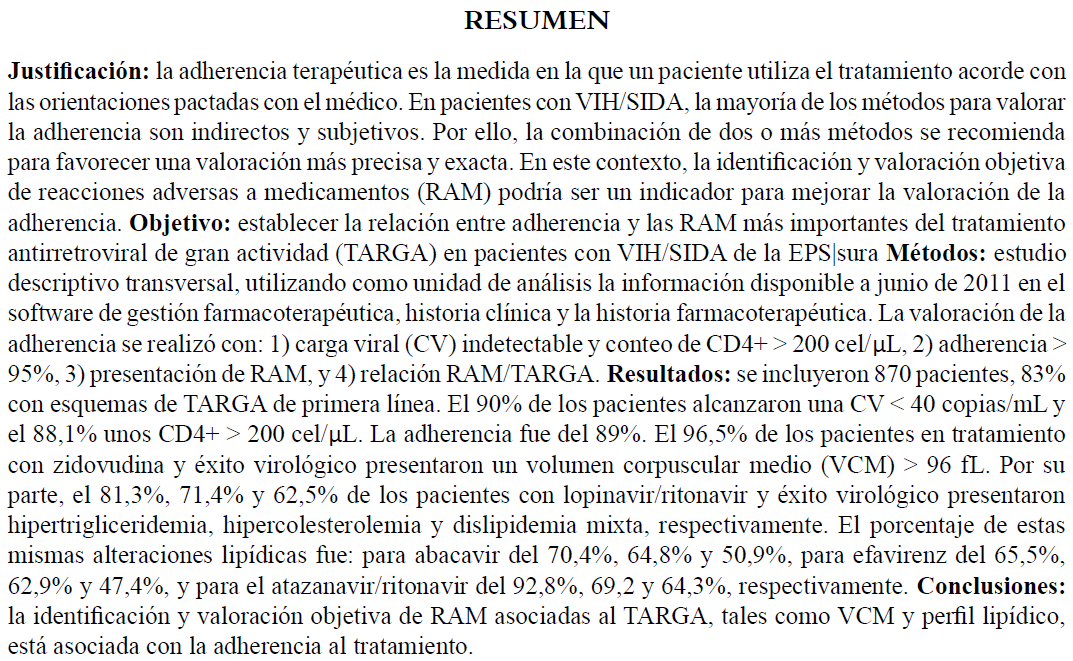 RESUMEN
Justificación: la adherencia terapéutica es la medida en la que un paciente utiliza el tratamiento acorde con
las orientaciones pactadas con el médico. En pacientes con VIH/SIDA, la mayoría de los métodos para valorar
la adherencia son indirectos y subjetivos. Por ello, la combinación de dos o más métodos se recomienda
para favorecer una valoración más precisa y exacta. En este contexto, la identificación y valoración objetiva
de reacciones adversas a medicamentos (RAM) podría ser un indicador para mejorar la valoración de la
adherencia. Objetivo: establecer la relación entre adherencia y las RAM más importantes del tratamiento
antirretroviral de gran actividad (TARGA) en pacientes con VIH/SIDA de la EPS|sura Métodos: estudio
descriptivo transversal, utilizando como unidad de análisis la información disponible a junio de 2011 en el
software de gestión farmacoterapéutica, historia clínica y la historia farmacoterapéutica. La valoración de la
adherencia se realizó con: 1) carga viral (CV) indetectable y conteo de CD4+ > 200 cel/µL, 2) adherencia >
95%, 3) presentación de RAM, y 4) relación RAM/TARGA. Resultados: se incluyeron 870 pacientes, 83%
con esquemas de TARGA de primera línea. El 90% de los pacientes alcanzaron una CV < 40 copias/mL y
el 88,1% unos CD4+ > 200 cel/µL. La adherencia fue del 89%. El 96,5% de los pacientes en tratamiento
con zidovudina y éxito virológico presentaron un volumen corpuscular medio (VCM) > 96 fL. Por su
parte, el 81,3%, 71,4% y 62,5% de los pacientes con lopinavir/ritonavir y éxito virológico presentaron
hipertrigliceridemia, hipercolesterolemia y dislipidemia mixta, respectivamente. El porcentaje de estas
mismas alteraciones lipídicas fue: para abacavir del 70,4%, 64,8% y 50,9%, para efavirenz del 65,5%,
62,9% y 47,4%, y para el atazanavir/ritonavir del 92,8%, 69,2 y 64,3%, respectivamente. Conclusiones:
la identificación y valoración objetiva de RAM asociadas al TARGA, tales como VCM y perfil lipídico,
está asociada con la adherencia al tratamiento.